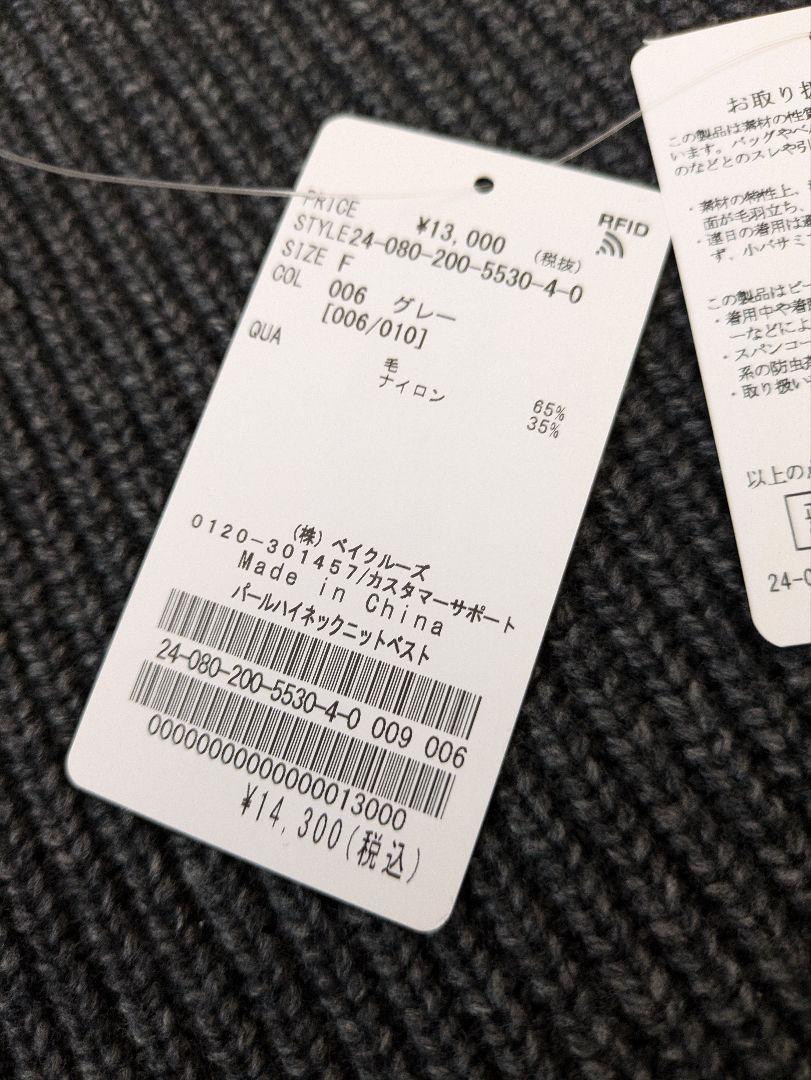 PRICE ¥13,000 (税抜)
RFID
STYLE24-080-200-5530-4-0
SIZE F
COL 006 グレー
[006/010]
QUA
毛 65%
ナイロン 35%
(株) ベイクルーズ
0120-301457/カスタマーサポート
Made in China
パールハイネックニットベスト
24-080-200-5530-4-0 009 006
0000000000000013000
¥14,300(税込)
お取り扱
この製品は素材の性質
います。バッグやベ
のなどとのスレや引
・素材の特性上、
面が毛羽立ち、
・連日の着用は
ず、小バサミ
この製品はビー
・着用中や着
ーなどによ
・スパンコー
系の防虫
・取り扱い
以上の
24-0